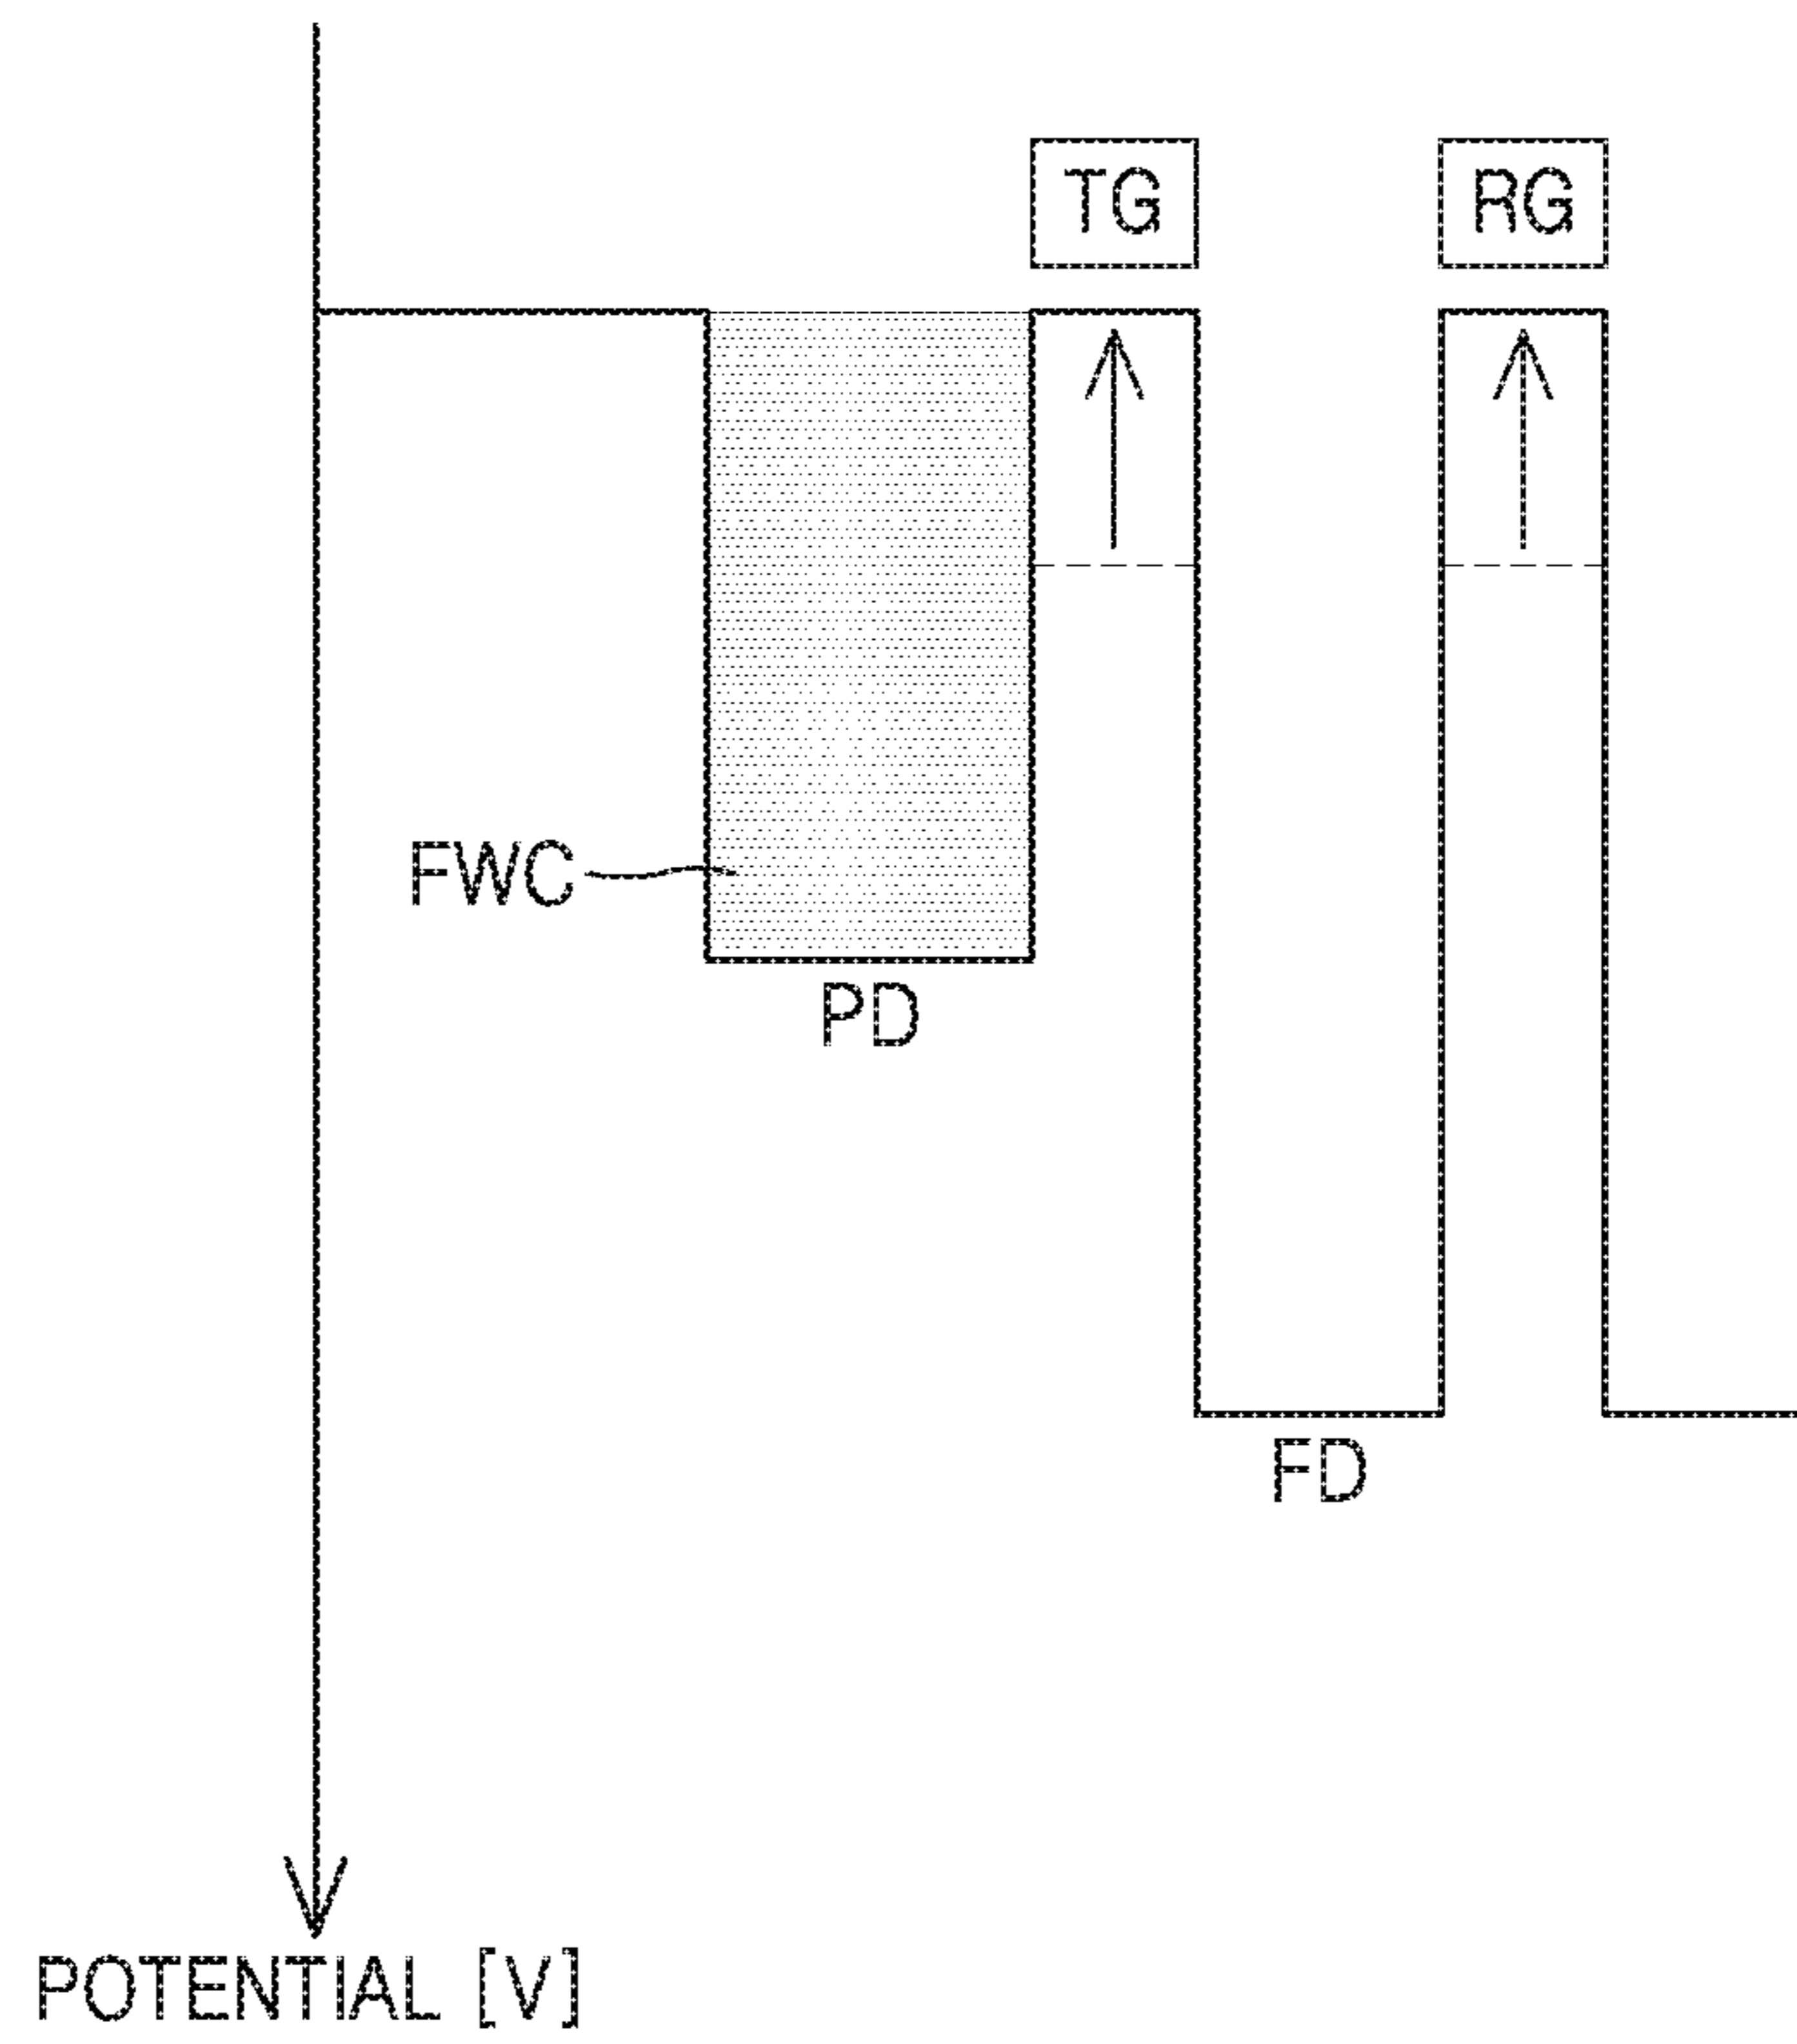 TG
RG
FWC
PD
FD
POTENTIAL [V]